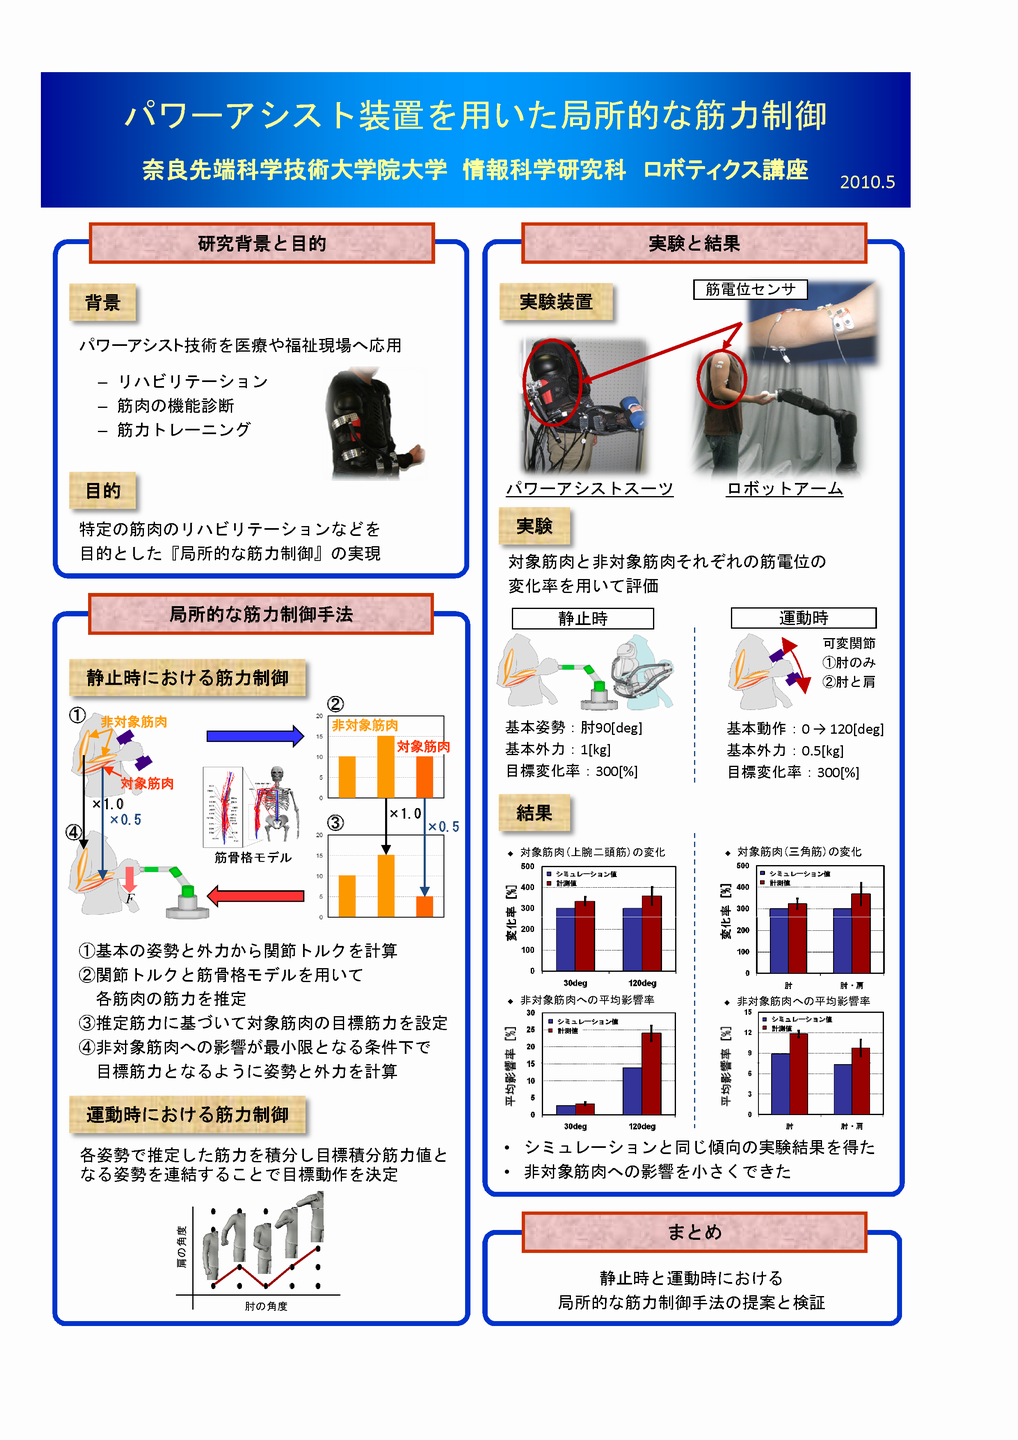 パワーアシスト装置を用いた局所的な筋力制御
奈良先端科学技術大学院大学　情報科学研究科　ロボティクス講座
2010.5
研究背景と目的
背景
パワーアシスト技術を医療や福祉現場へ応用
– リハビリテーション
– 筋肉の機能診断
– 筋力トレーニング
目的
特定の筋肉のリハビリテーションなどを
目的とした『局所的な筋力制御』の実現
局所的な筋力制御手法
静止時における筋力制御
①
非対象筋肉
対象筋肉
×1.0
×0.5
④
F
筋骨格モデル
②
20
15
10
5
0
非対象筋肉
対象筋肉
×1.0
×0.5
③
20
15
10
5
0
①基本の姿勢と外力から関節トルクを計算
②関節トルクと筋骨格モデルを用いて
各筋肉の筋力を推定
③推定筋力に基づいて対象筋肉の目標筋力を設定
④非対象筋肉への影響が最小限となる条件下で
目標筋力となるように姿勢と外力を計算
運動時における筋力制御
各姿勢で推定した筋力を積分し目標積分筋力値と
なる姿勢を連結することで目標動作を決定
肩の角度
肘の角度
実験と結果
実験装置
筋電位センサ
パワーアシストスーツ
ロボットアーム
実験
対象筋肉と非対象筋肉それぞれの筋電位の
変化率を用いて評価
静止時
基本姿勢：肘90[deg]
基本外力：1[kg]
目標変化率：300[%]
運動時
可変関節
①肘のみ
②肘と肩
基本動作：0→120[deg]
基本外力：0.5[kg]
目標変化率：300[%]
結果
◆ 対象筋肉(上腕二頭筋)の変化
変化率 [%]
500
400
300
200
100
0
シミュレーション値
計測値
30deg
120deg
◆ 非対象筋肉への平均影響率
平均影響率 [%]
30
25
20
15
10
5
0
シミュレーション値
計測値
30deg
120deg
◆ 対象筋肉(三角筋)の変化
変化率 [%]
500
400
300
200
100
0
シミュレーション値
計測値
肘
肘・肩
◆ 非対象筋肉への平均影響率
平均影響率 [%]
15
12
9
6
3
0
シミュレーション値
計測値
肘
肘・肩
• シミュレーションと同じ傾向の実験結果を得た
• 非対象筋肉への影響を小さくできた
まとめ
静止時と運動時における
局所的な筋力制御手法の提案と検証